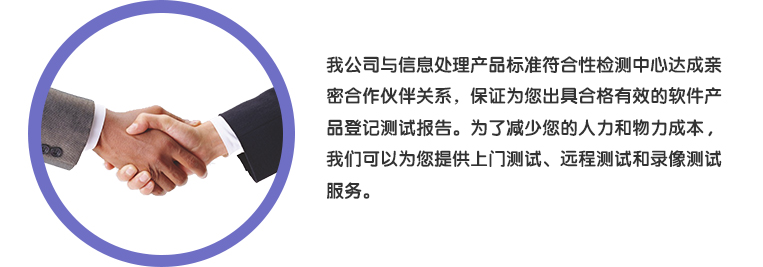 我公司与信息处理产品标准符合性检测中心达成亲
密合作伙伴关系，保证为您出具合格有效的软件产
品登记测试报告。为了减少您的人力和物力成本，
我们可以为您提供上门测试、远程测试和录像测试
服务。